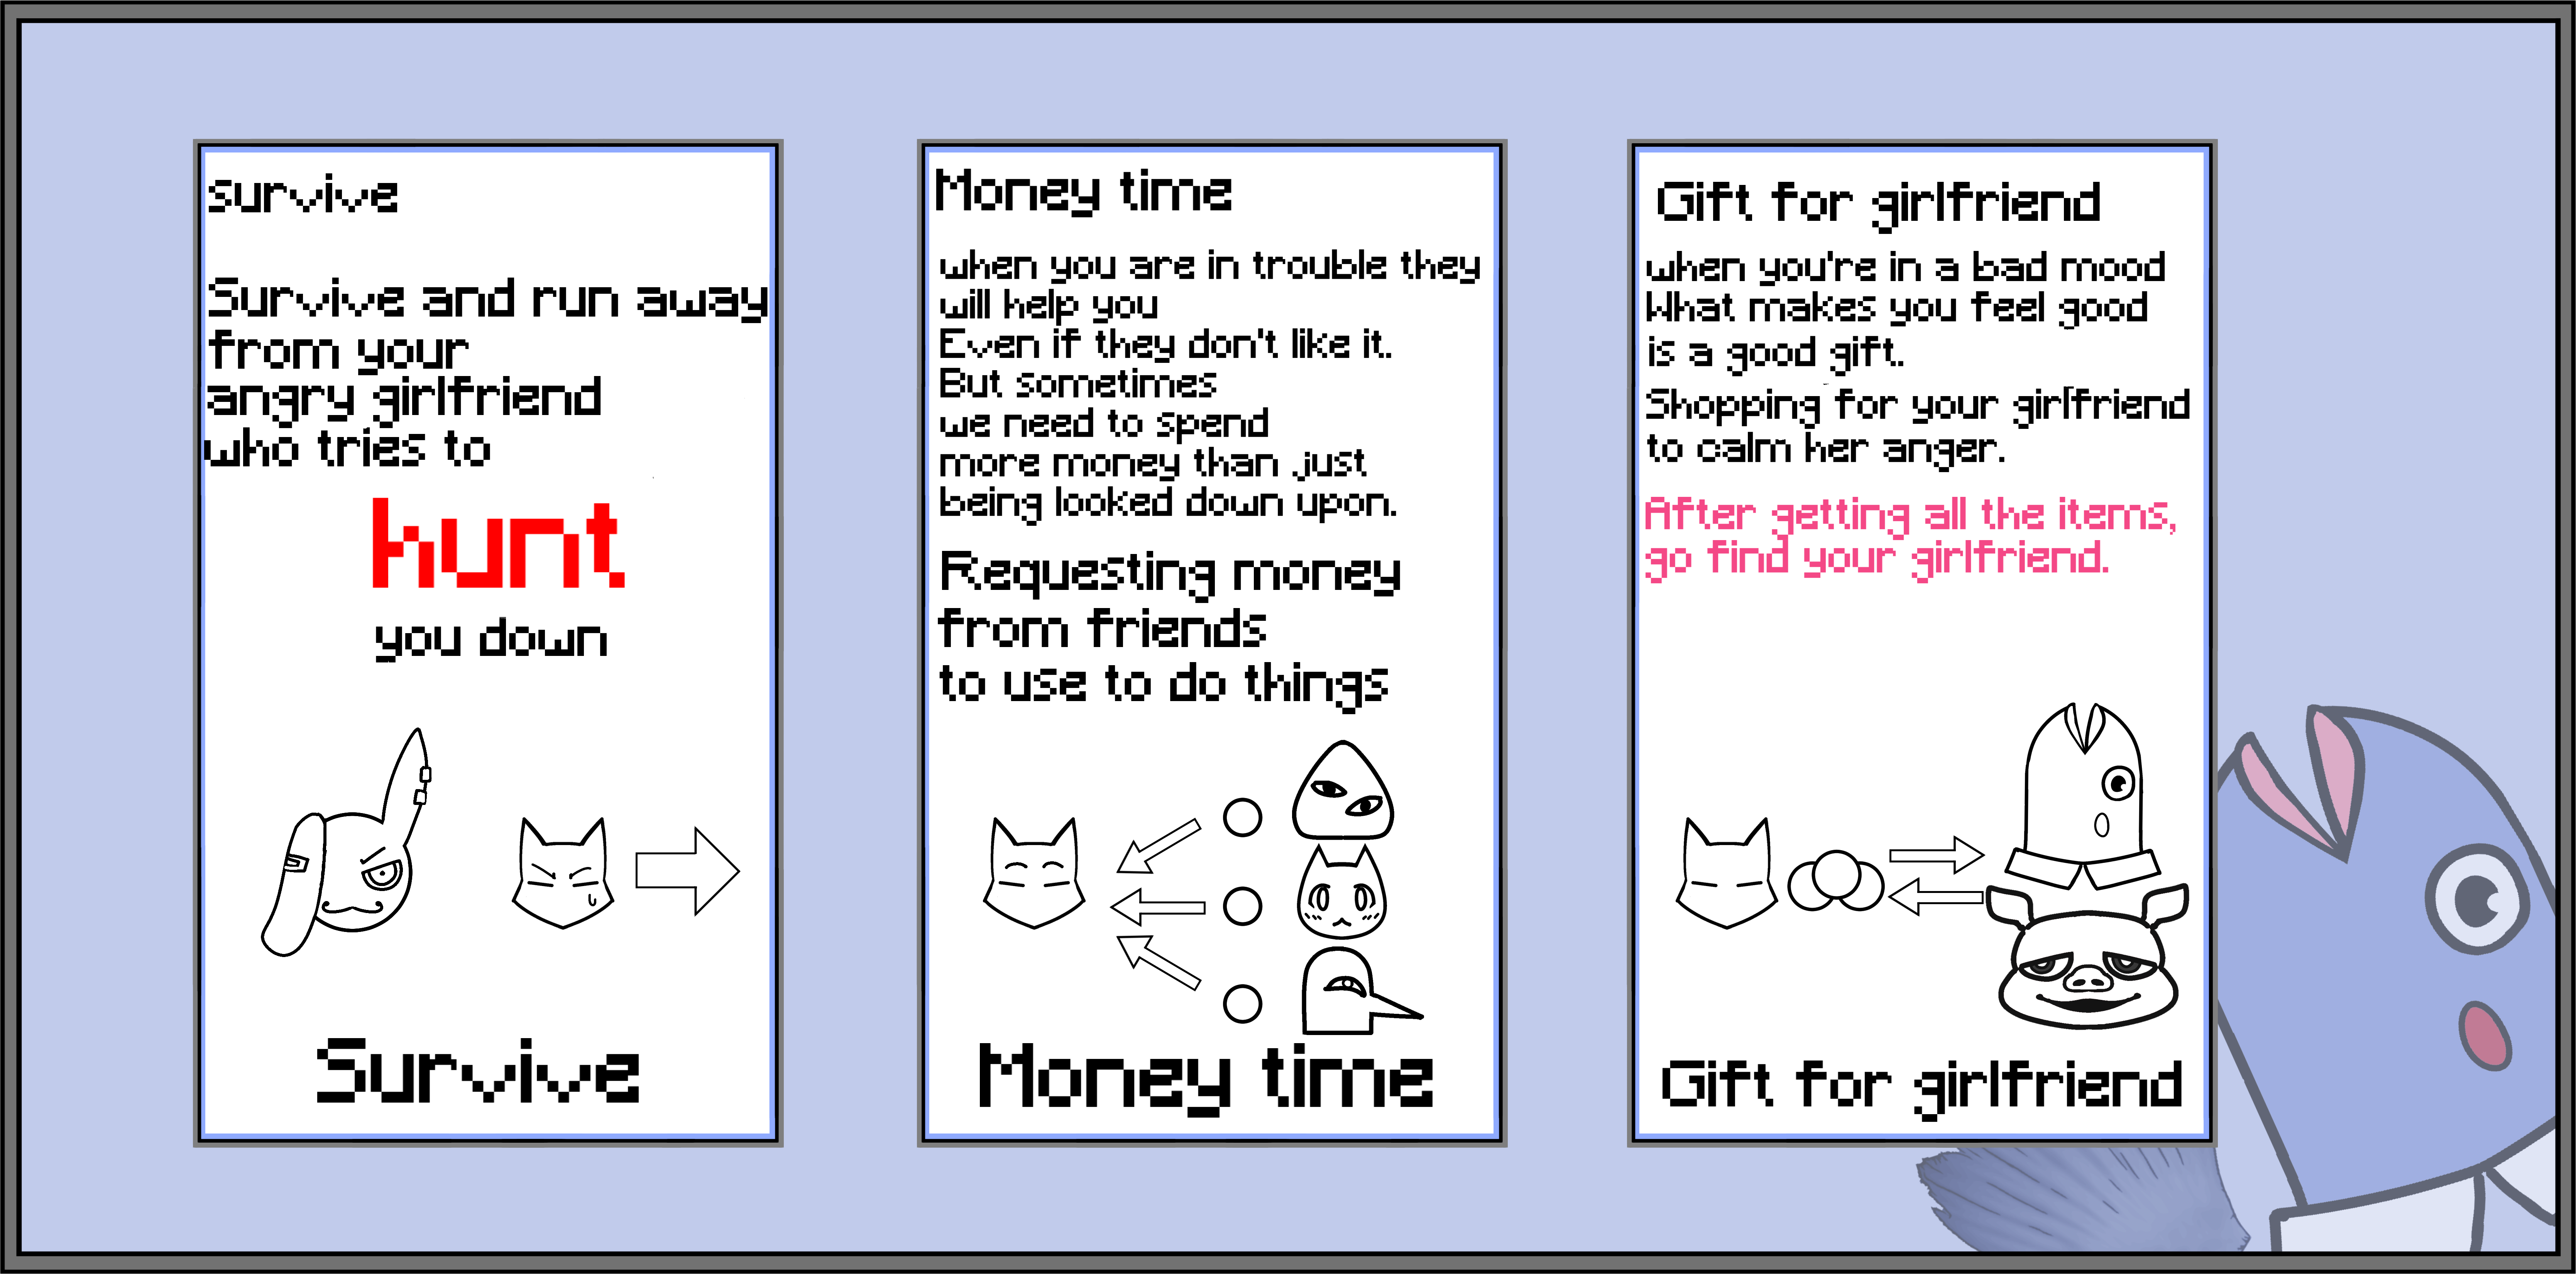 survive
Survive and run away
from your
angry girlfriend
who tries to
hunt
you down
Survive
Money time
when you are in trouble they
will help you
Even if they don't like it.
But sometimes
we need to spend
more money than just
being looked down upon.
Requesting money
from friends
to use to do things
Money time
Gift for girlfriend
when you're in a bad mood
What makes you feel good
is a good gift.
Shopping for your girlfriend
to calm her anger.
After getting all the items,
go find your girlfriend.
Gift for girlfriend